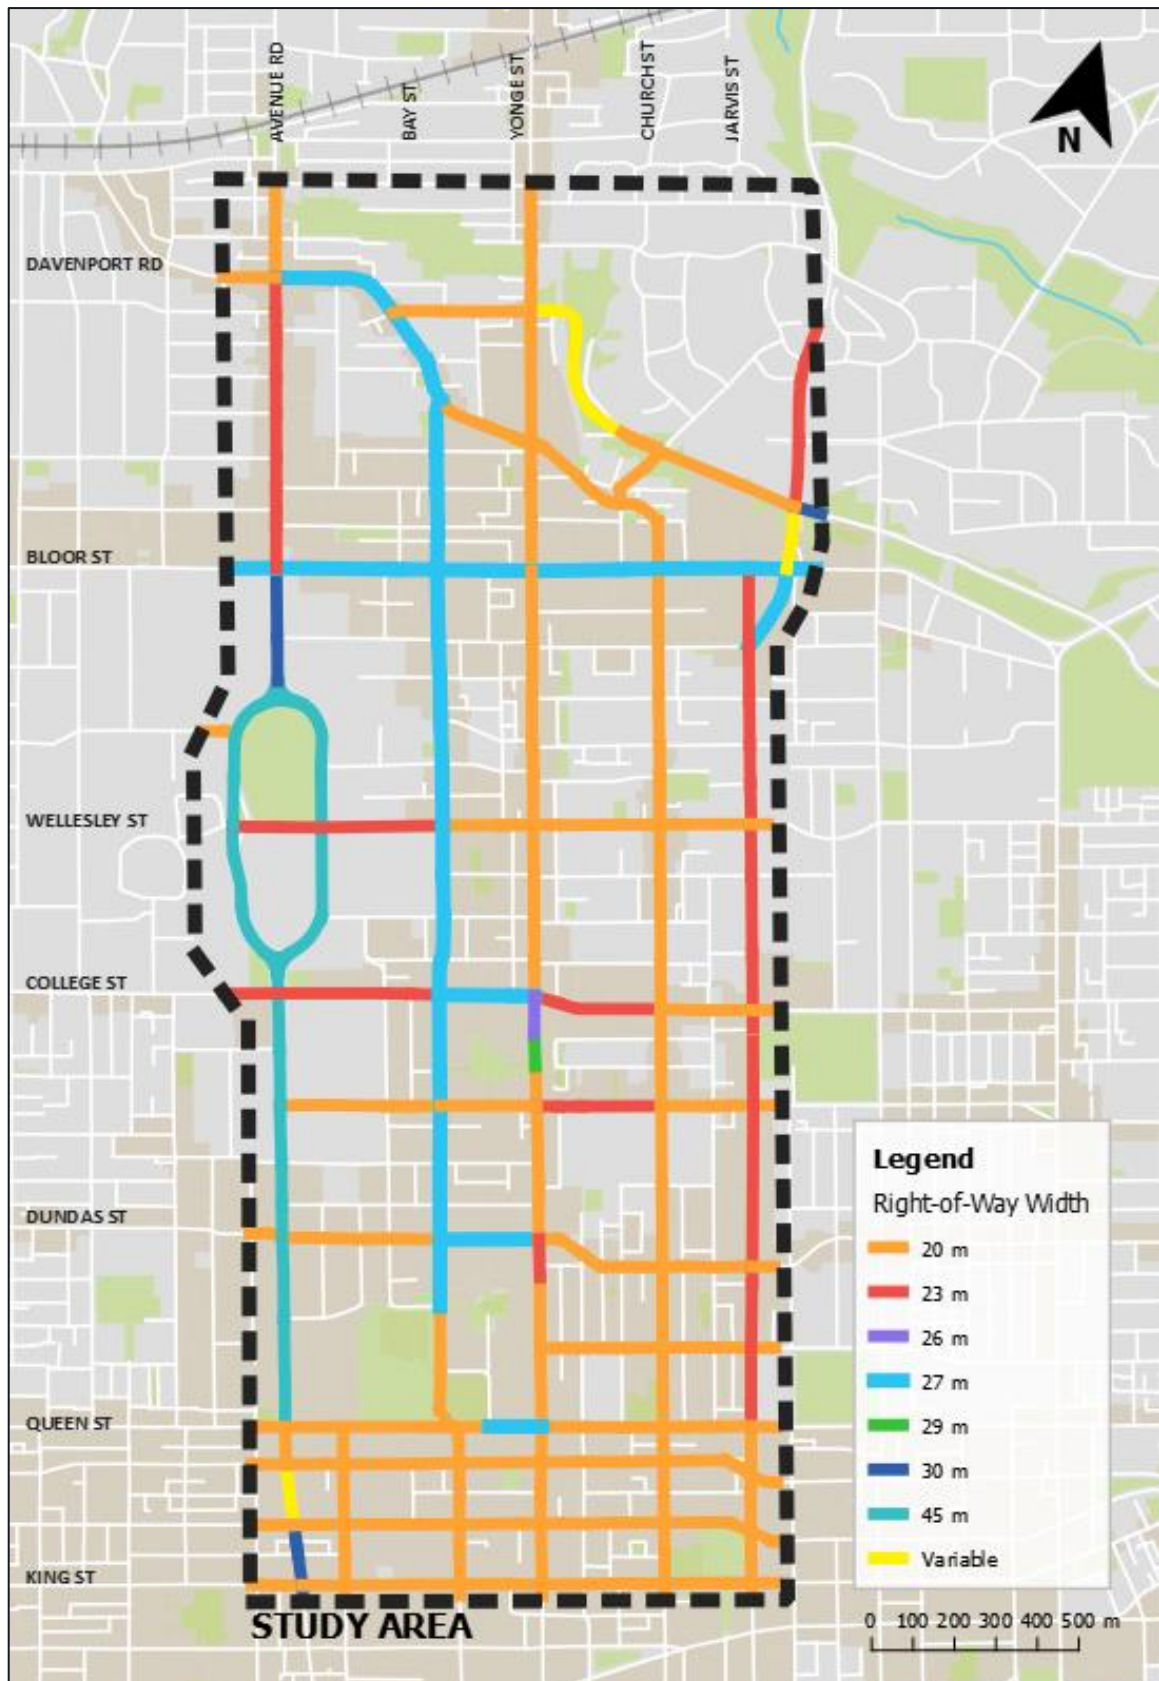 AVENUE RD
BAY ST
YONGE ST
CHURCH ST
JARVIS ST
N
DAVENPORT RD
BLOOR ST
WELLESLEY ST
COLLEGE ST
DUNDAS ST
QUEEN ST
KING ST
STUDY AREA
Legend
Right-of-Way Width
20 m
23 m
26 m
27 m
29 m
30 m
45 m
Variable
0 100 200 300 400 500 m